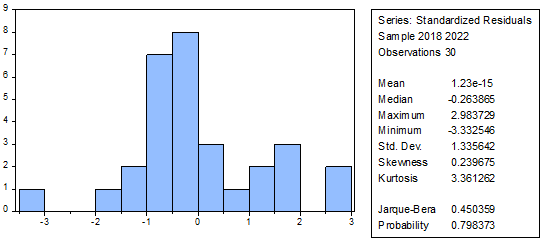 9
8
7
6
5
4
3
2
1
0
-3 -2 -1 0 1 2 3
Series: Standardized Residuals
Sample 2018 2022
Observations 30
Mean 1.23e-15
Median -0.263865
Maximum 2.983729
Minimum -3.332546
Std. Dev. 1.335642
Skewness 0.239675
Kurtosis 3.361262
Jarque-Bera 0.450359
Probability 0.798373